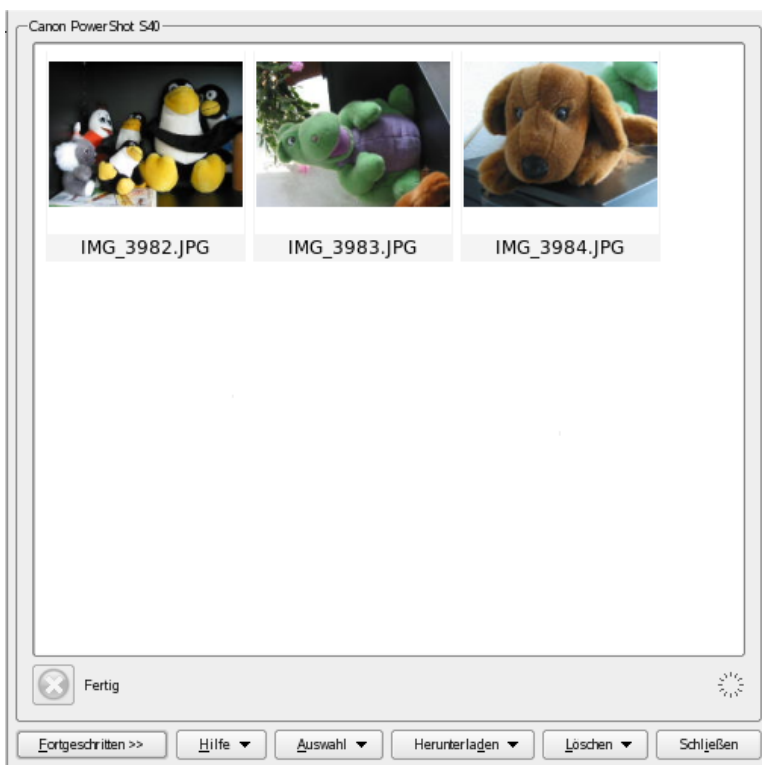 Canon PowerShot S40
IMG_3982.JPG IMG_3983.JPG IMG_3984.JPG
Fertig
Fortgeschritten >> Hilfe Auswahl Herunterladen Löschen Schließen